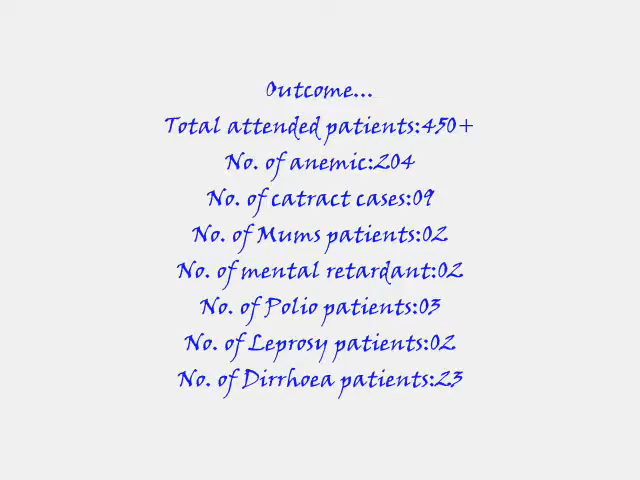 Outcome...
Total attended patients:450+
No. of anemic:204
No. of catract cases:09
No. of Mums patients:02
No. of mental retardant:02
No. of Polio patients:03
No. of Leprosy patients:02
No. of Dirrhoea patients:23